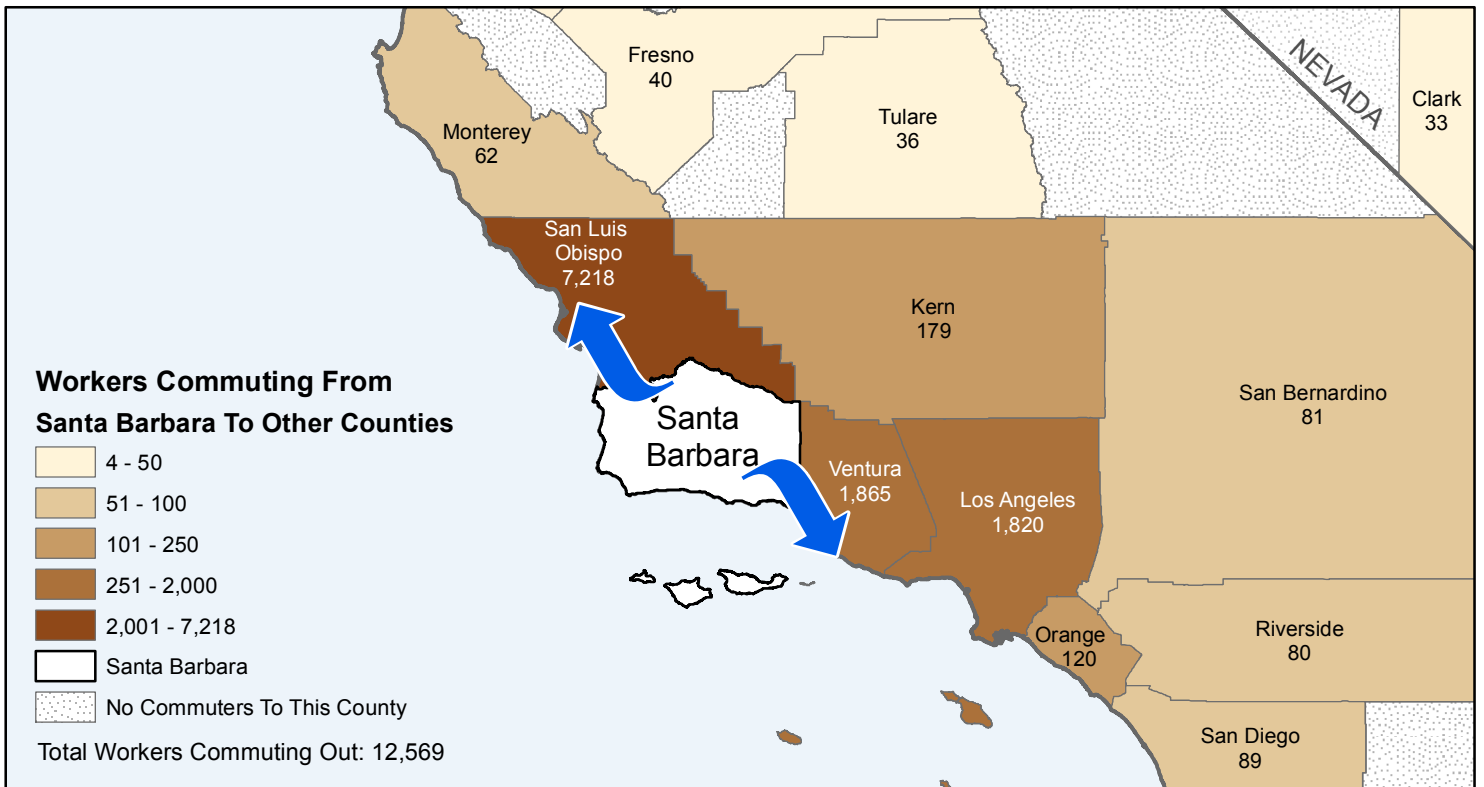 Fresno
40
NEVADA
Clark
33
Tulare
36
Monterey
62
San Luis
Obispo
7,218
Kern
179
San Bernardino
81
Santa
Barbara
Ventura
1,865
Los Angeles
1,820
Orange
120
Riverside
80
San Diego
89
Workers Commuting From
Santa Barbara To Other Counties
4 - 50
51 - 100
101 - 250
251 - 2,000
2,001 - 7,218
Santa Barbara
No Commuters To This County
Total Workers Commuting Out: 12,569